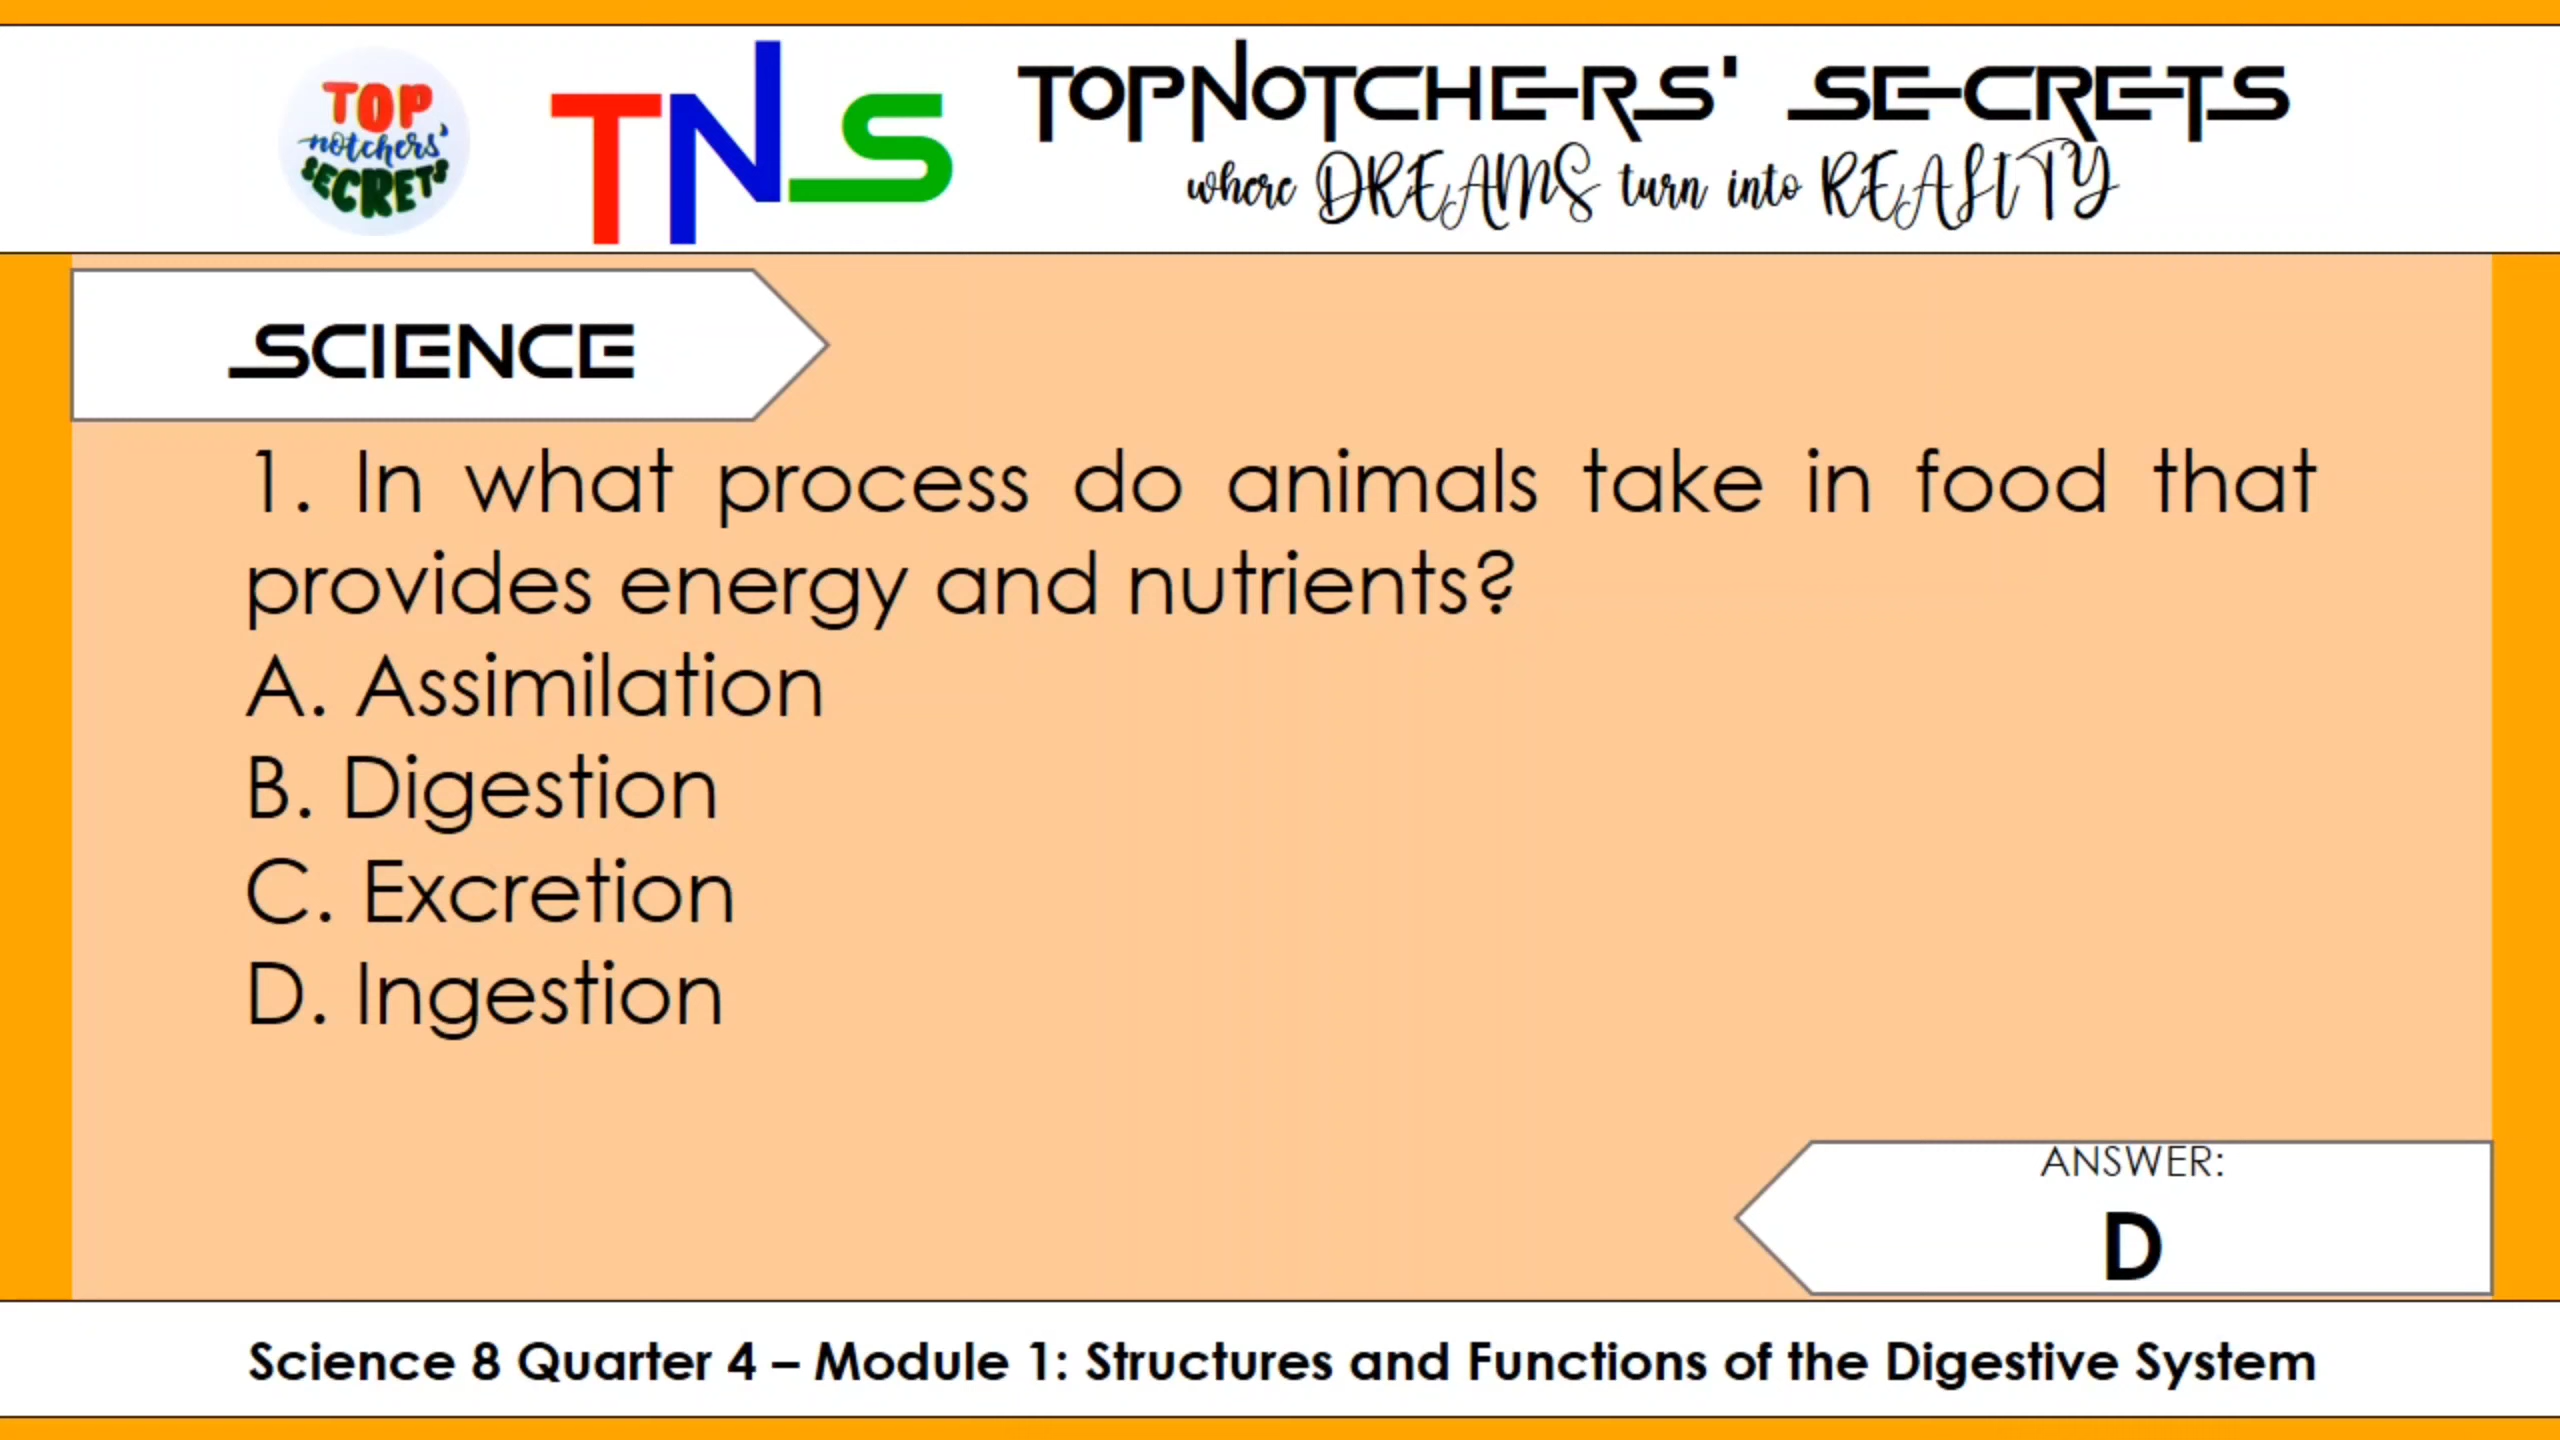 TOP
notchers'
SECRETS
TNS
TOPNOTCHERS' SECRETS
where DREAMS turn into REALITY
SCIENCE
1. In what process do animals take in food that
provides energy and nutrients?
A. Assimilation
B. Digestion
C. Excretion
D. Ingestion
ANSWER:
D
Science 8 Quarter 4 – Module 1: Structures and Functions of the Digestive System